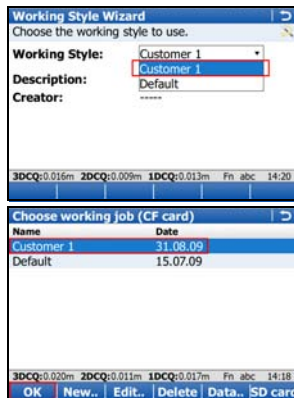 Working Style Wizard
Choose the working style to use.
Working Style: Customer 1
Customer 1
Description: Default
Creator: -----
3DCQ:0.016m 2DCQ:0.009m 1DCQ:0.013m Fn abc 14:20
Choose working job (CF card)
Name Date
Customer 1 31.08.09
Default 15.07.09
3DCQ:0.020m 2DCQ:0.011m 1DCQ:0.017m Fn abc 14:18
OK New.. Edit.. Delete Data.. SD card